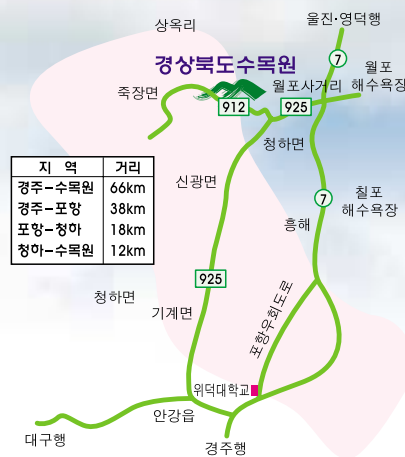 울진·영덕행
상옥리
7
경상북도수목원
월포
해수욕장
죽장면
월포사거리
912
925
청하면
지 역 거리
경주-수목원 66km
경주-포항 38km
포항-청하 18km
청하-수목원 12km
신광면
7
칠포
해수욕장
흥해
925
청하면
기계면
포항우회도로
위덕대학교
안강읍
대구행
경주행